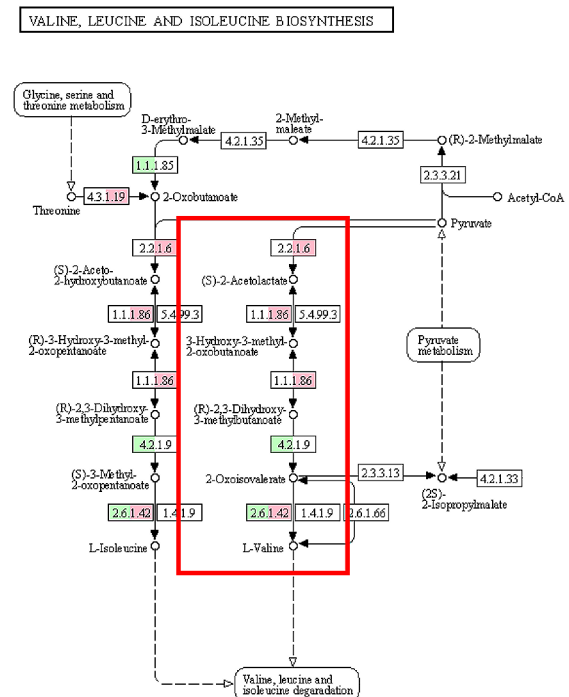 VALINE, LEUCINE AND ISOLEUCINE BIOSYNTHESIS
Glycine, serine and
threonine metabolism
D-erythro-
3-Methylmalate
4.2.1.35
2-Methyl-
maleate
4.2.1.35
(R)-2-Methylmalate
1.1.1.85
2.3.3.21
Threonine
4.3.1.19
2-Oxobutanoate
Acetyl-CoA
Pyruvate
2.2.1.6
2.2.1.6
(S)-2-Aceto-
2-hydroxybutanoate
(S)-2-Acetolactate
1.1.1.86
5.4.99.3
1.1.1.86
5.4.99.3
(R)-3-Hydroxy-3-methyl-
2-oxopentanoate
3-Hydroxy-3-methyl-
2-oxobutanoate
Pyruvate
metabolism
1.1.1.86
1.1.1.86
(R)-2,3-Dihydroxy-
3-methylpentanoate
(R)-2,3-Dihydroxy-
3-methylbutanoate
4.2.1.9
4.2.1.9
(S)-3-Methyl-
2-oxopentanoate
2-Oxoisovalerate
2.3.3.13
4.2.1.33
(2S)-
2-Isopropylmalate
2.6.1.42
1.4.1.9
2.6.1.42
1.4.1.9
2.6.1.66
L-Isoleucine
L-Valine
Valine, leucine and
isoleucine degaradation